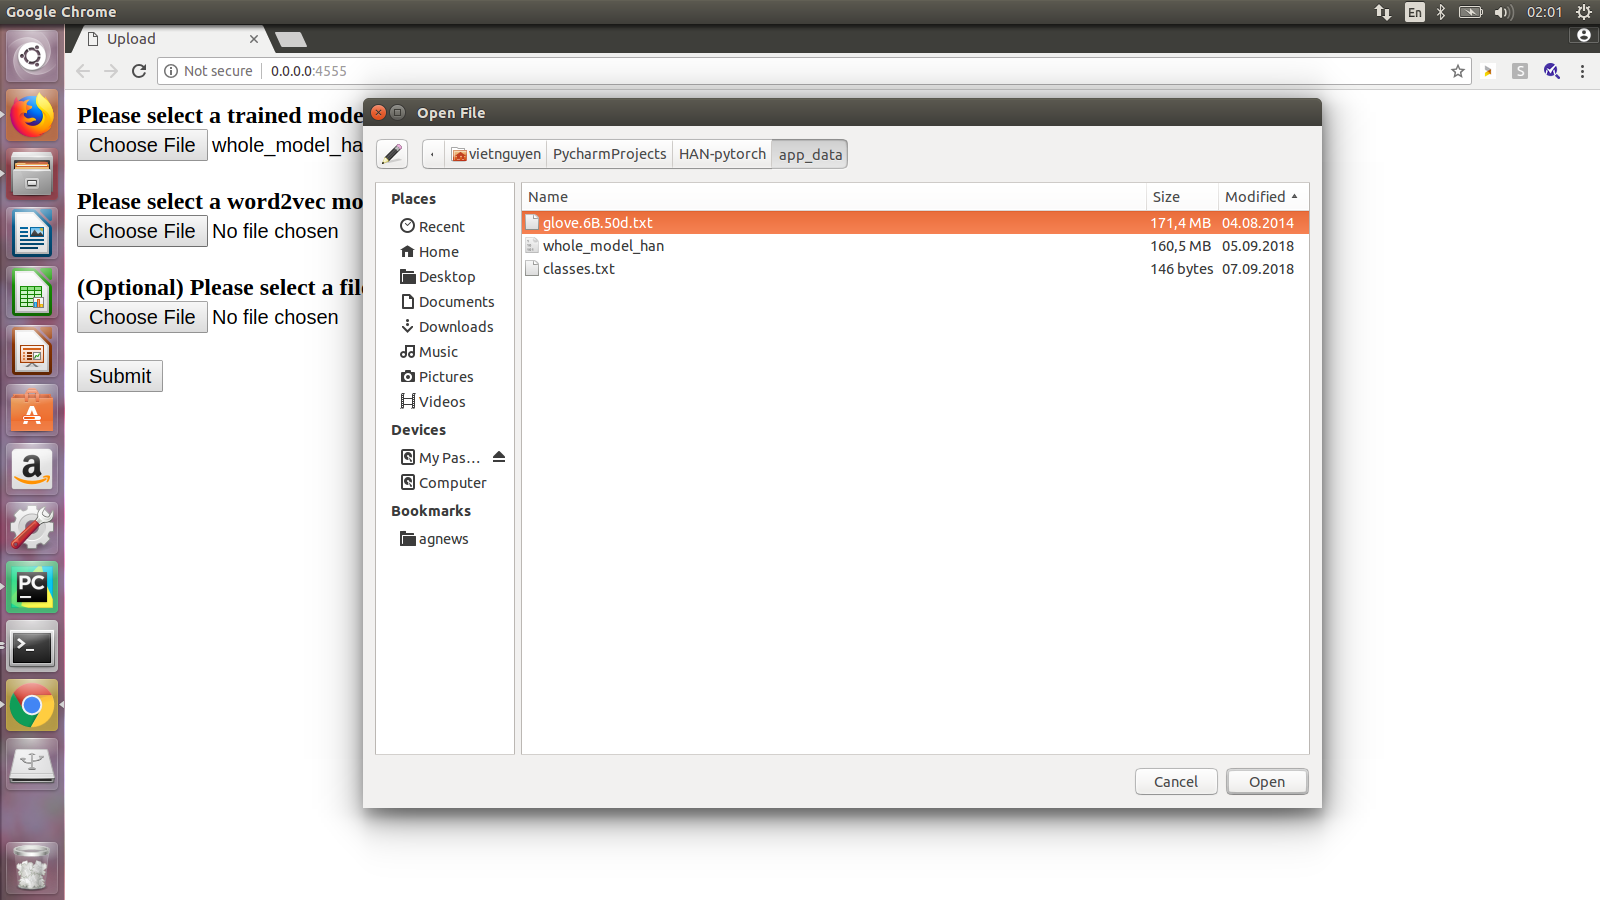 Google Chrome
En
02:01
Upload
Not secure
0.0.0.0:4555
S
Please select a trained mode
Choose File whole_model_ha
Please select a word2vec mo
Choose File No file chosen
(Optional) Please select a file
Choose File No file chosen
Submit
Open File
vietnguyen
PycharmProjects
HAN-pytorch
app_data
Places
Recent
Home
Desktop
Documents
Downloads
Music
Pictures
Videos
Devices
My Pas...
Computer
Bookmarks
agnews
Name Size Modified
glove.6B.50d.txt 171,4 MB 04.08.2014
whole_model_han 160,5 MB 05.09.2018
classes.txt 146 bytes 07.09.2018
Cancel
Open
A
a
PC
>_